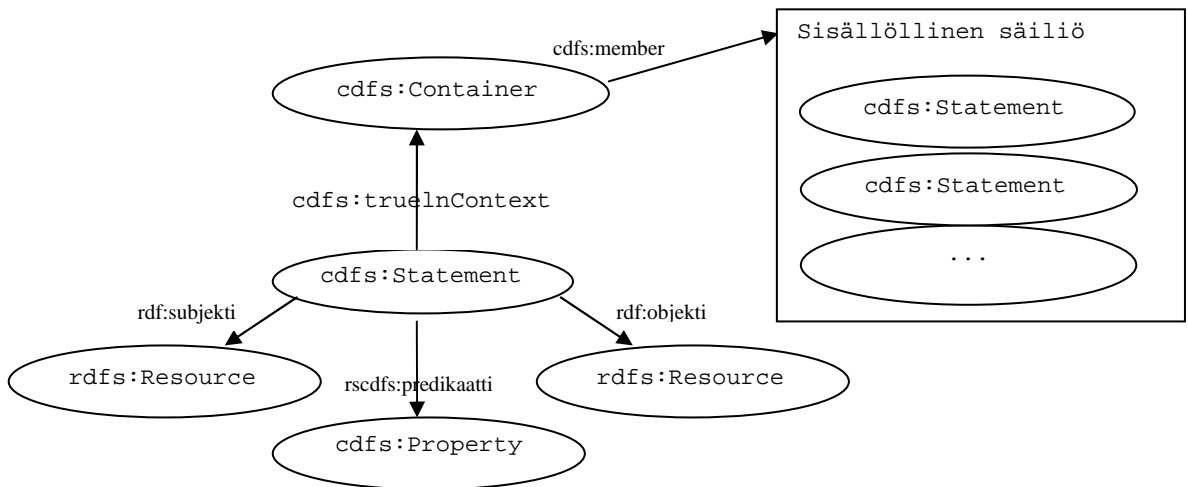 Sisällöllinen säiliö
cdfs:member
cdfs:Container
cdfs:Statement
cdfs:Statement
cdfs:truelnContext
...
cdfs:Statement
rdf:subjekti
rdf:objekti
rdfs:Resource
rscdfs:predikaatti
rdfs:Resource
cdfs:Property